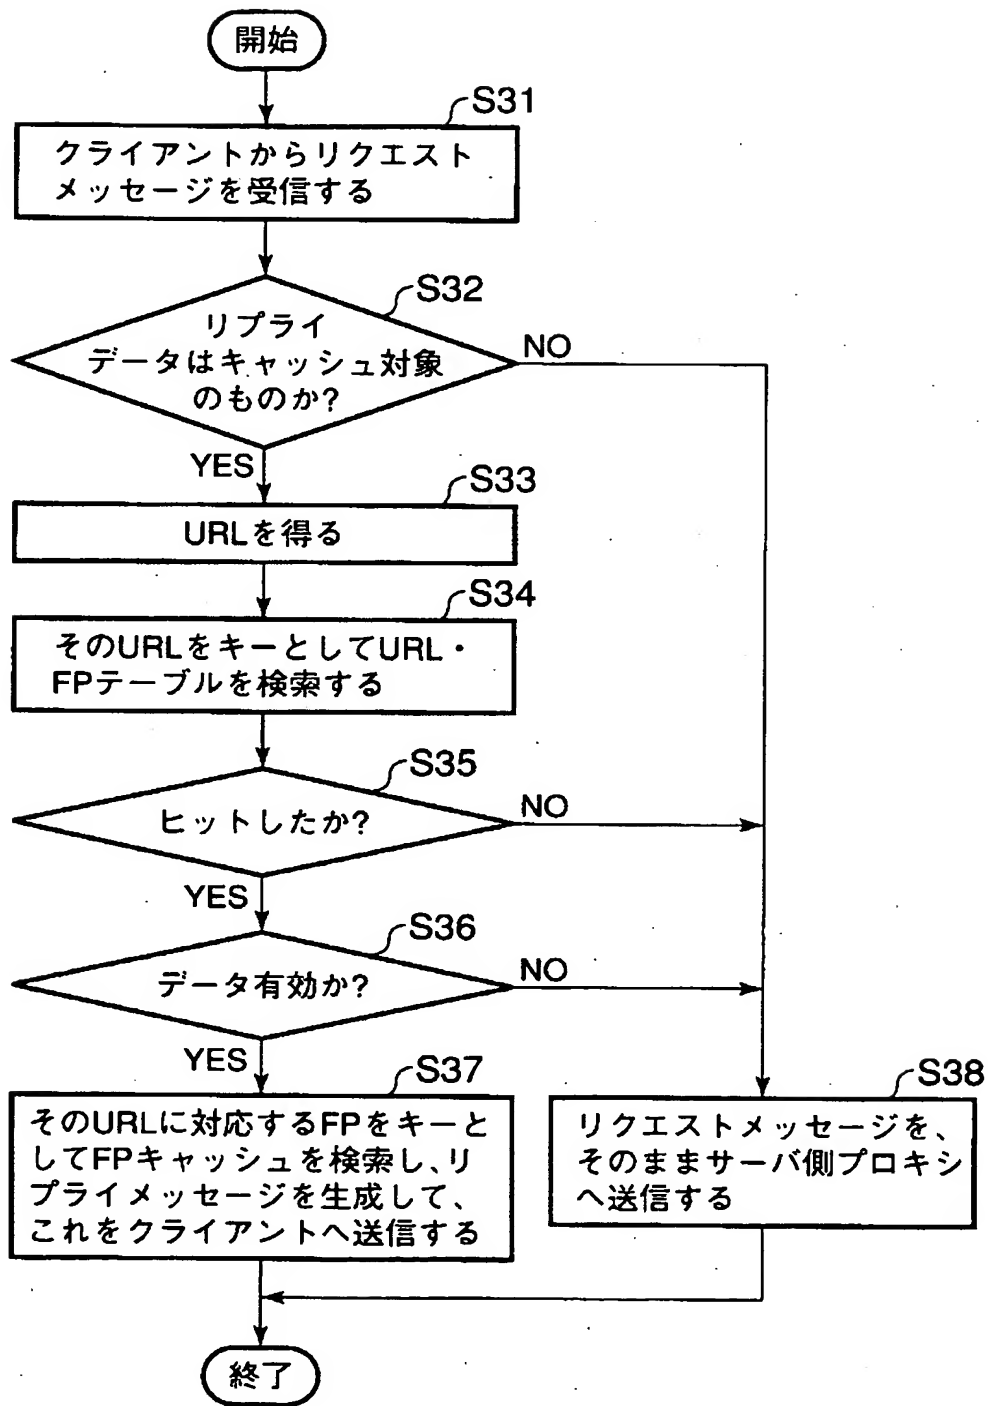 開始
S31
クライアントからリクエスト
メッセージを受信する
S32
リプライ
データはキャッシュ対象
のものか?
NO
YES
S33
URLを得る
S34
そのURLをキーとしてURL・
FPテーブルを検索する
S35
ヒットしたか?
NO
YES
S36
データ有効か?
NO
YES
S37
そのURLに対応するFPをキーと
してFPキャッシュを検索し、リ
プライメッセージを生成して、
これをクライアントへ送信する
S38
リクエストメッセージを、
そのままサーバ側プロキシ
へ送信する
終了